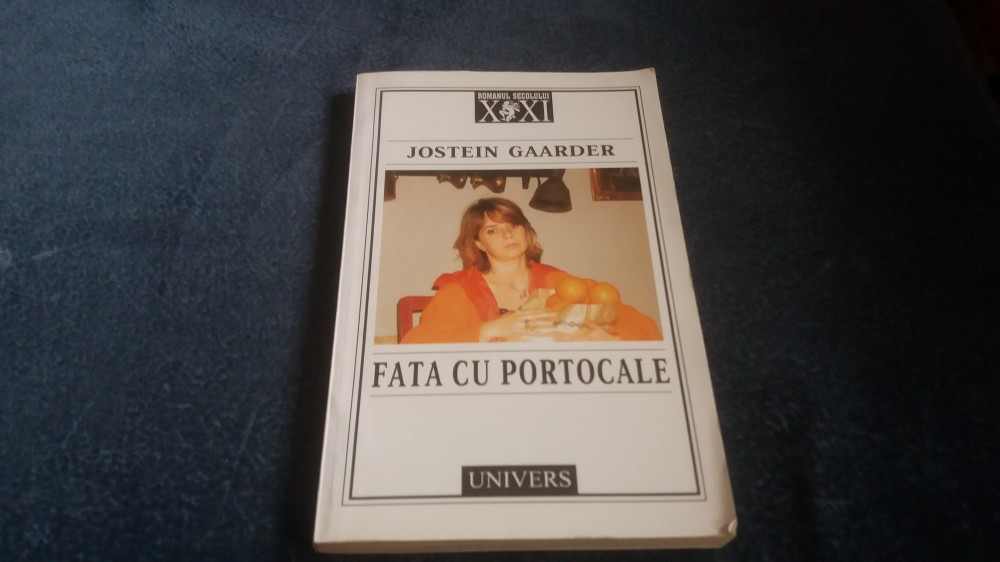 ROMANUL SECOLULUI
XXI
JOSTEIN GAARDER
FATA CU PORTOCALE
UNIVERS